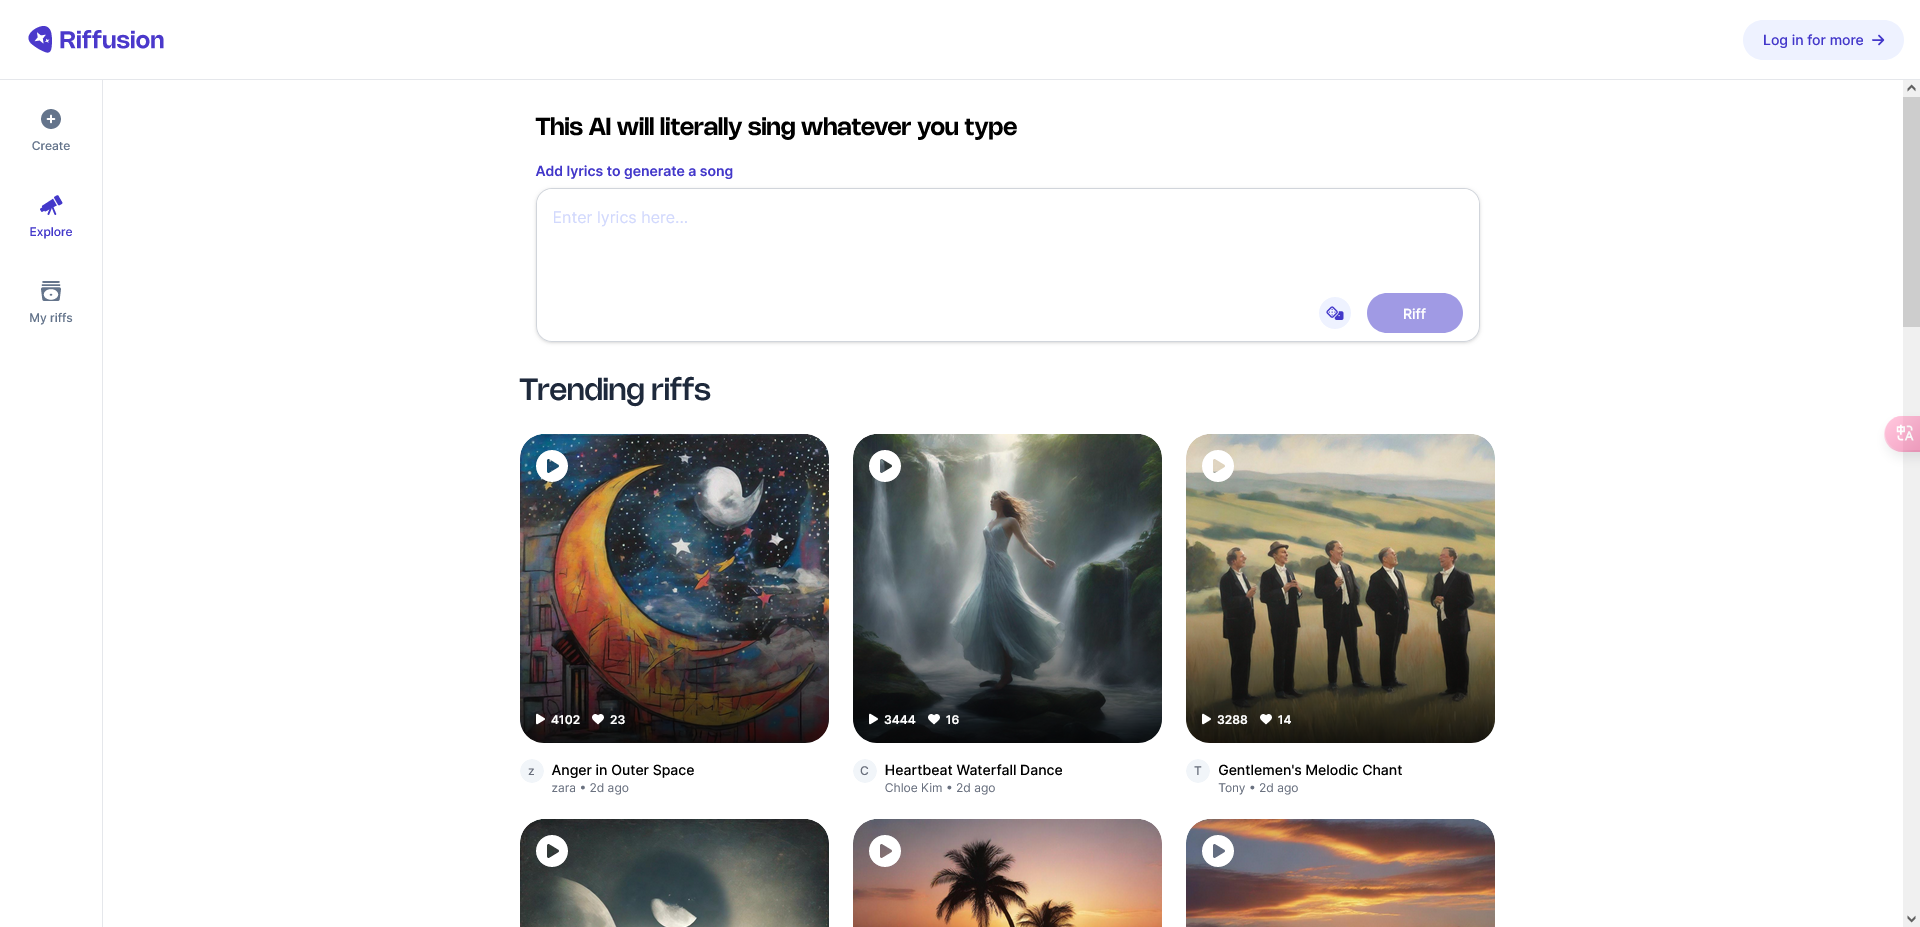 Riffusion
Log in for more →
Create
Explore
My riffs
This AI will literally sing whatever you type
Add lyrics to generate a song
Enter lyrics here...
Riff
Trending riffs
4102 23
3444 16
3288 14
z Anger in Outer Space
zara • 2d ago
C Heartbeat Waterfall Dance
Chloe Kim • 2d ago
T Gentlemen's Melodic Chant
Tony • 2d ago